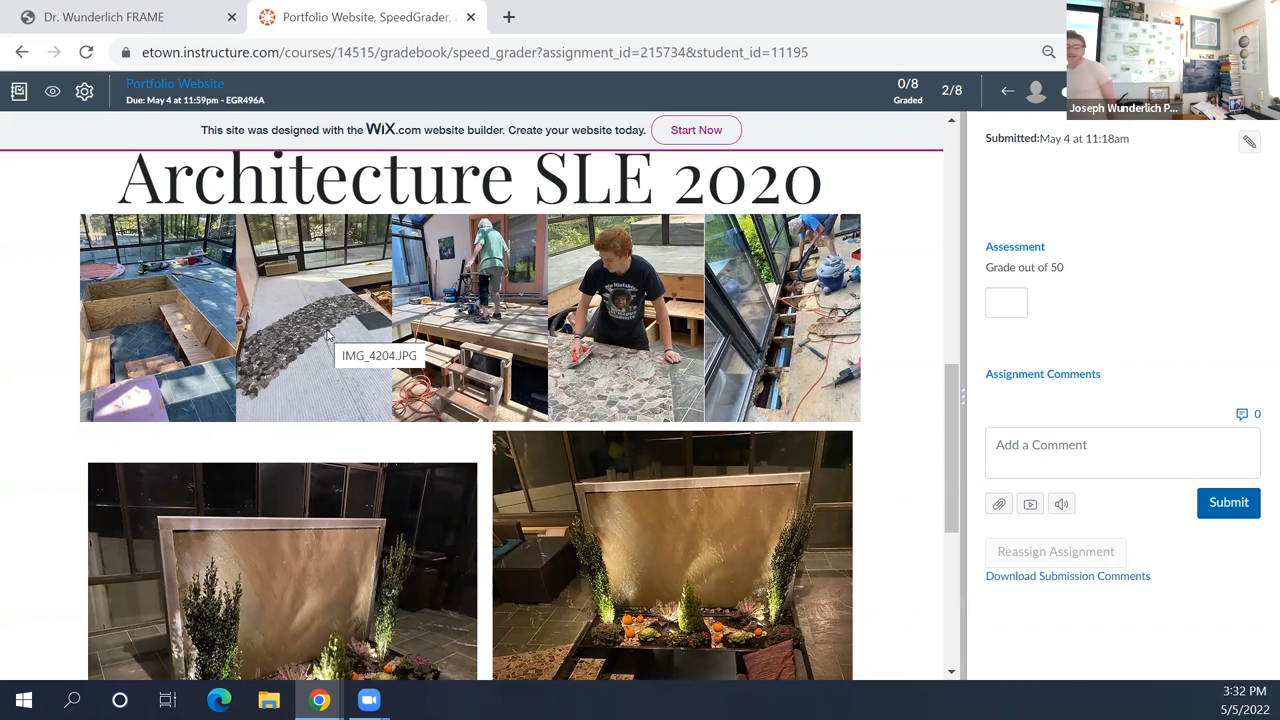 Dr. Wunderlich FRAME
Portfolio Website, SpeedGrader,
etown.instructure.com/courses/14515/gradebook/speed_grader?assignment_id=215734&student_id=11195
Joseph Wunderlich P...
Portfolio Website
Due: May 4 at 11:59pm - EGR496A
0/8
Graded
2/8
This site was designed with the WiX.com website builder. Create your website today.
Start Now
Submitted:May 4 at 11:18am
Architecture SLE 2020
IMG_4204.JPG
Assessment
Grade out of 50
Assignment Comments
0
Add a Comment
Submit
Reassign Assignment
Download Submission Comments
3:32 PM
5/5/2022